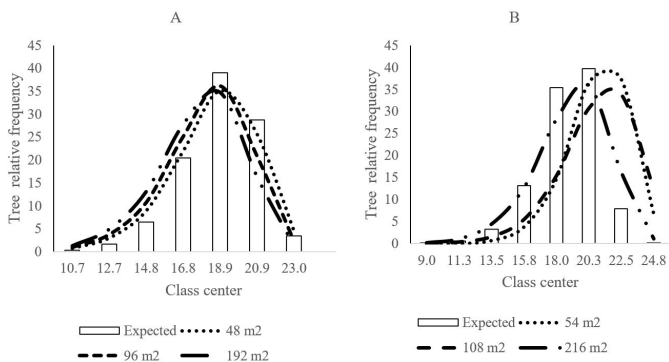 A
Tree relative frequency
45
40
35
30
25
20
15
10
5
0
10.7 12.7 14.8 16.8 18.9 20.9 23.0
Class center
Expected 48 m2
96 m2 192 m2
B
Tree relative frequency
45
40
35
30
25
20
15
10
5
0
9.0 11.3 13.5 15.8 18.0 20.3 22.5 24.8
Class center
Expected 54 m2
108 m2 216 m2